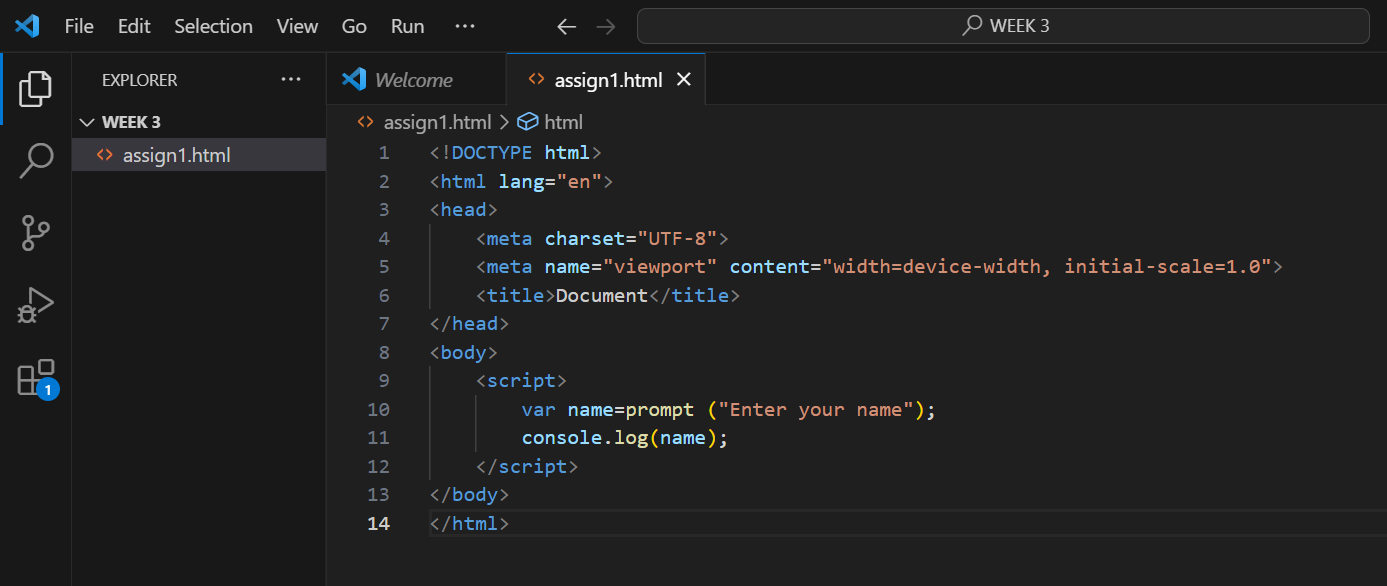 File Edit Selection View Go Run ··· WEEK 3
EXPLORER ···
WEEK 3
assign1.html
1
Welcome assign1.html
assign1.html > html
1 <!DOCTYPE html>
2 <html lang="en">
3 <head>
4     <meta charset="UTF-8">
5     <meta name="viewport" content="width=device-width, initial-scale=1.0">
6     <title>Document</title>
7 </head>
8 <body>
9     <script>
10         var name=prompt ("Enter your name");
11         console.log(name);
12     </script>
13 </body>
14 </html>